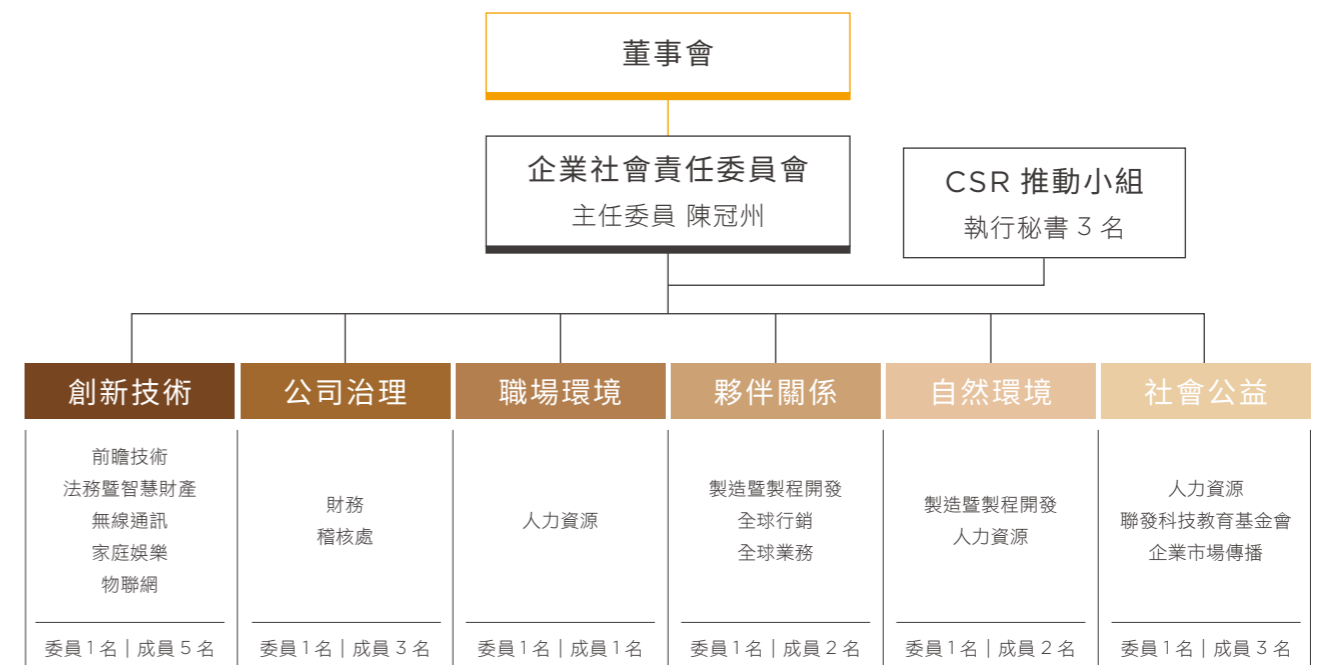 董事會
企業社會責任委員會
主任委員 陳冠州
CSR 推動小組
執行秘書 3 名
創新技術
前瞻技術
法務暨智慧財產
無線通訊
家庭娛樂
物聯網
委員1名｜成員5名
公司治理
財務
稽核處
委員1名｜成員3名
職場環境
人力資源
委員1名｜成員1名
夥伴關係
製造暨製程開發
全球行銷
全球業務
委員1名｜成員2名
自然環境
製造暨製程開發
人力資源
委員1名｜成員2名
社會公益
人力資源
聯發科技教育基金會
企業市場傳播
委員1名｜成員3名